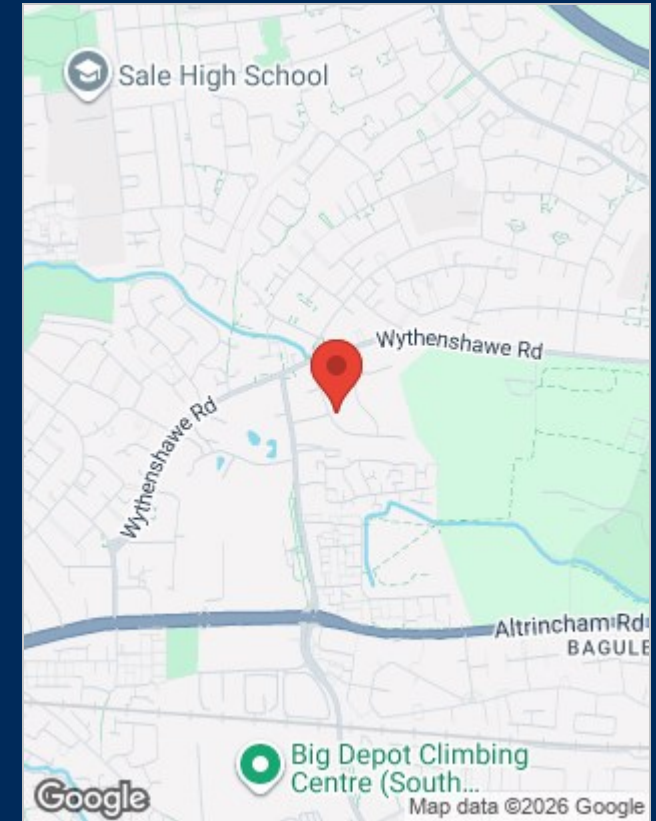 Sale High School
Wythenshawe Rd
Wythenshawe Rd
Altrincham Rd
BAGULE
Big Depot Climbing
Centre (South...
Google
Map data ©2026 Google